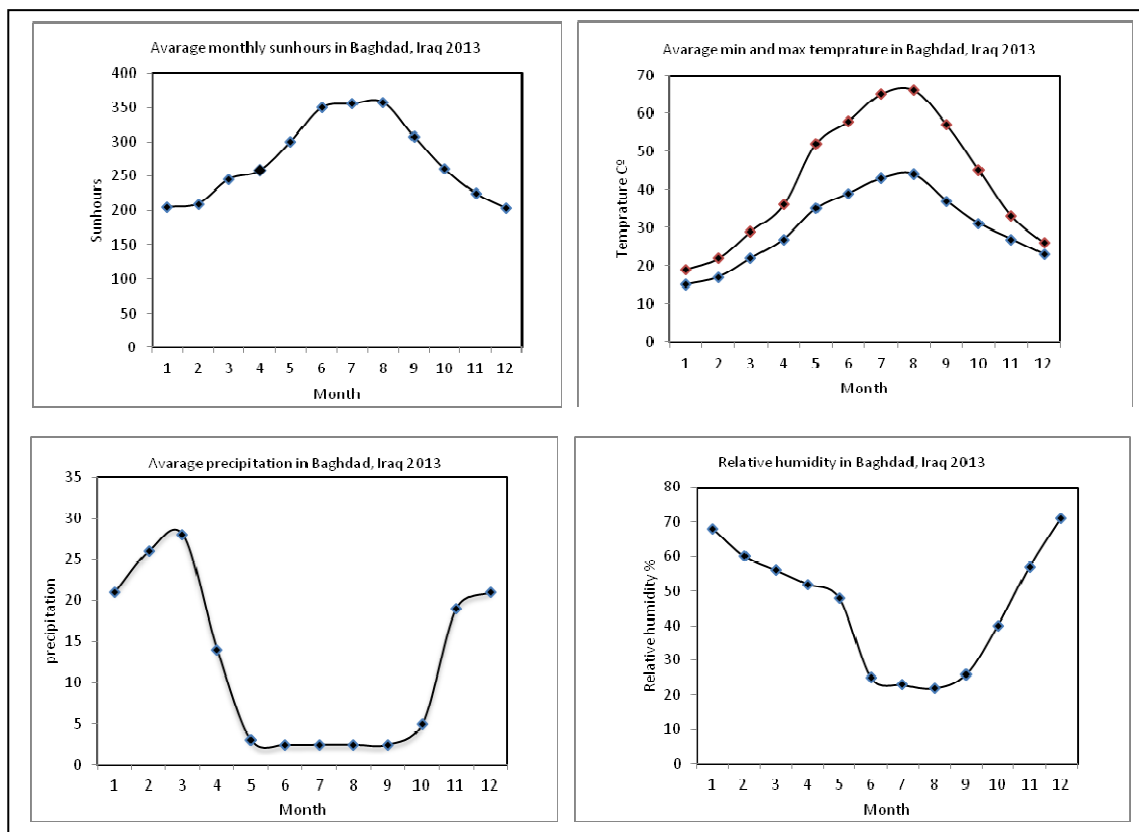 Avarage monthly sunhours in Baghdad, Iraq 2013
400
350
300
250
200
150
100
50
0
Sunhours
1 2 3 4 5 6 7 8 9 10 11 12
Month
Avarage min and max temprature in Baghdad, Iraq 2013
70
60
50
40
30
20
10
0
Temprature Cº
1 2 3 4 5 6 7 8 9 10 11 12
Month
Avarage precipitation in Baghdad, Iraq 2013
35
30
25
20
15
10
5
0
precipitation
1 2 3 4 5 6 7 8 9 10 11 12
Month
Relative humidity in Baghdad, Iraq 2013
80
70
60
50
40
30
20
10
0
Relative humidity %
1 2 3 4 5 6 7 8 9 10 11 12
Month